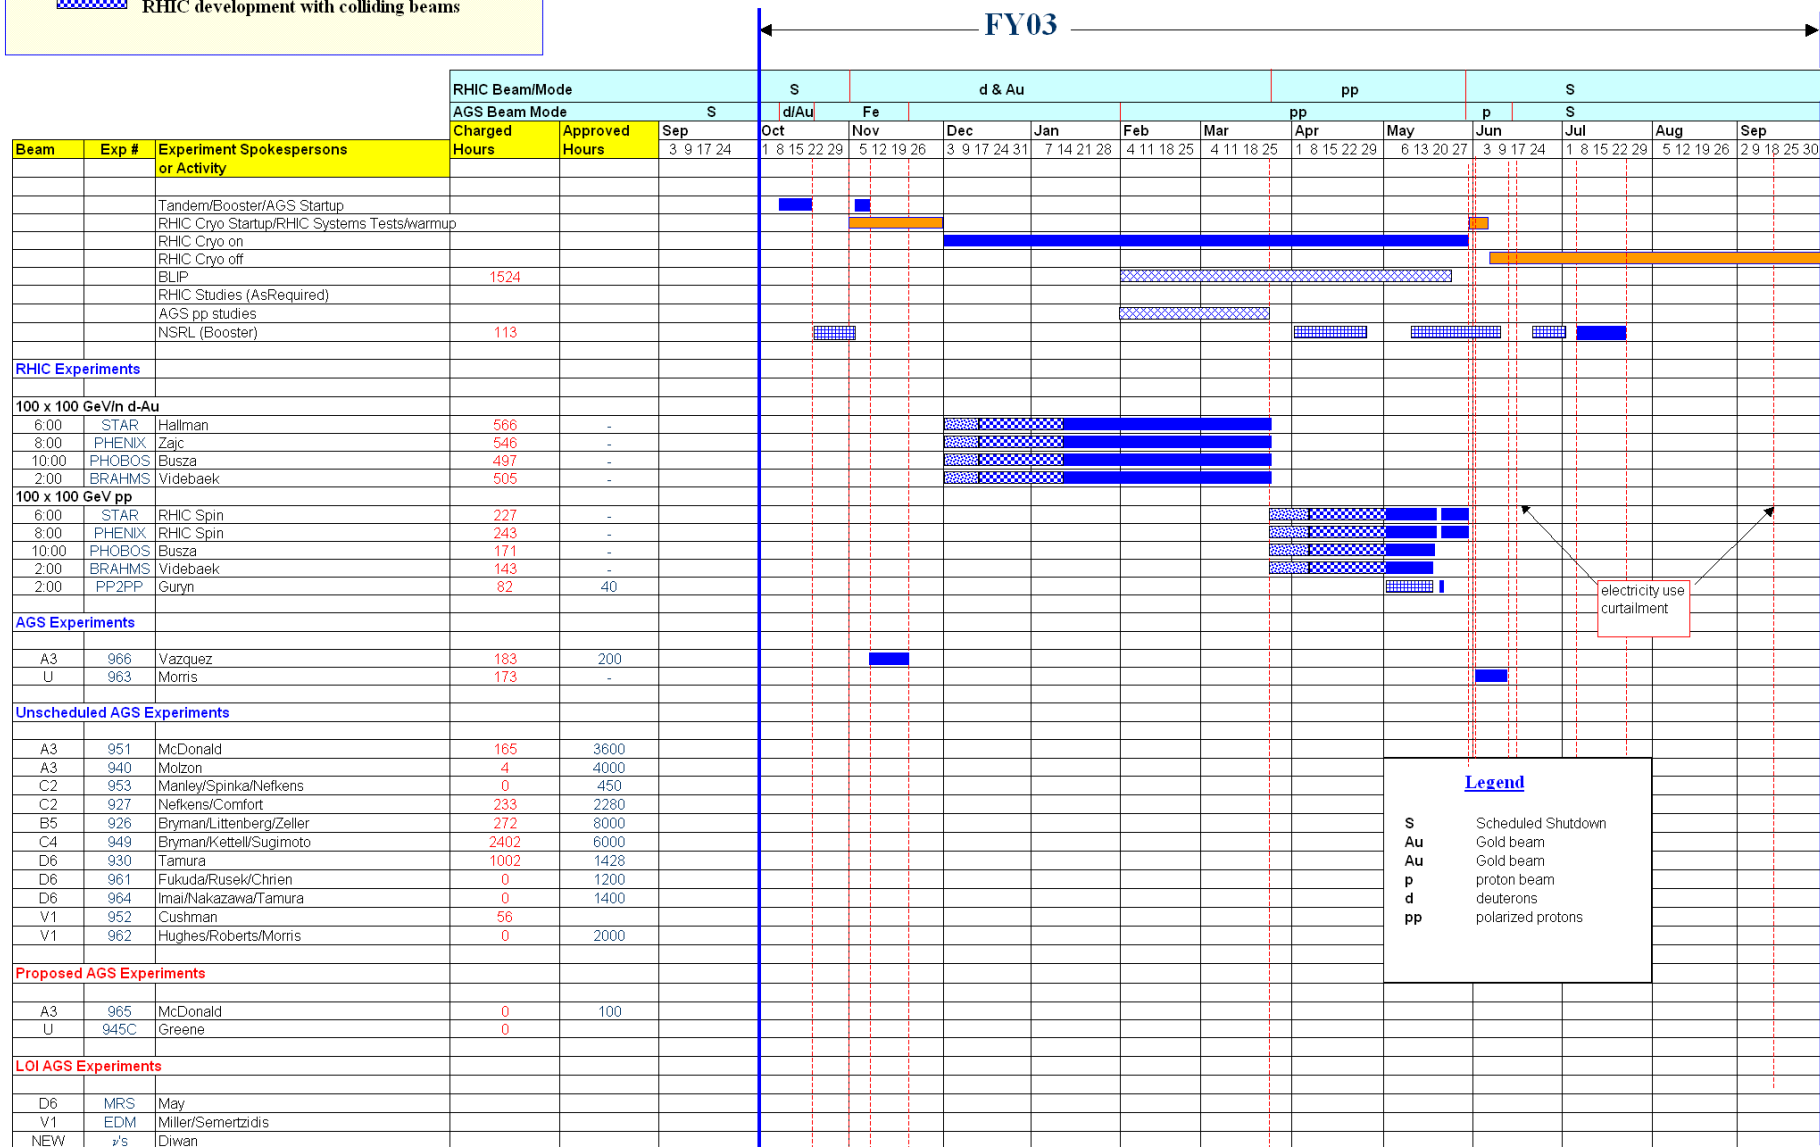 RHIC development with colliding beams
FY03
RHIC Beam/Mode S d & Au pp S
AGS Beam Mode S d/Au Fe pp p S
Charged Approved Sep Oct Nov Dec Jan Feb Mar Apr May Jun Jul Aug Sep
Beam Exp # Experiment Spokespersons Hours Hours 3 9 17 24 1 8 15 22 29 5 12 19 26 3 9 17 24 31 7 14 21 28 4 11 18 25 4 11 18 25 1 8 15 22 29 6 13 20 27 3 9 17 24 1 8 15 22 29 5 12 19 26 2 9 18 25 30
or Activity
Tandem/Booster/AGS Startup
RHIC Cryo Startup/RHIC Systems Tests/warmup
RHIC Cryo on
RHIC Cryo off
BLIP 1524
RHIC Studies (AsRequired)
AGS pp studies
NSRL (Booster) 113
RHIC Experiments
100 x 100 GeV/n d-Au
6:00 STAR Hallman 566 -
8:00 PHENIX Zajc 546 -
10:00 PHOBOS Busza 497 -
2:00 BRAHMS Videbaek 505 -
100 x 100 GeV pp
6:00 STAR RHIC Spin 227 -
8:00 PHENIX RHIC Spin 243 -
10:00 PHOBOS Busza 171 -
2:00 BRAHMS Videbaek 143 -
2:00 PP2PP Guryn 82 40
electricity use
curtailment
AGS Experiments
A3 966 Vazquez 183 200
U 963 Morris 173 -
Unscheduled AGS Experiments
A3 951 McDonald 165 3600
A3 940 Molzon 4 4000
C2 953 Manley/Spinka/Nefkens 0 450
C2 927 Nefkens/Comfort 233 2280
B5 926 Bryman/Littenberg/Zeller 272 8000
C4 949 Bryman/Kettell/Sugimoto 2402 6000
D6 930 Tamura 1002 1428
D6 961 Fukuda/Rusek/Chrien 0 1200
D6 964 Imai/Nakazawa/Tamura 0 1400
V1 952 Cushman 56
V1 962 Hughes/Roberts/Morris 0 2000
Legend
S Scheduled Shutdown
Au Gold beam
Au Gold beam
p proton beam
d deuterons
pp polarized protons
Proposed AGS Experiments
A3 965 McDonald 0 100
U 945C Greene 0
LOI AGS Experiments
D6 MRS May
V1 EDM Miller/Semertzidis
NEW ν's Diwan